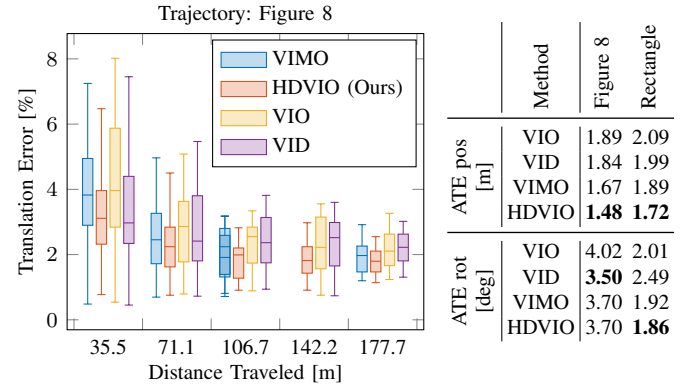 Trajectory: Figure 8
Translation Error [%]
8
6
4
2
0
VIMO
HDVIO (Ours)
VIO
VID
35.5 71.1 106.7 142.2 177.7
Distance Traveled [m]
Method Figure 8 Rectangle
ATE pos [m]
VIO 1.89 2.09
VID 1.84 1.99
VIMO 1.67 1.89
HDVIO 1.48 1.72
ATE rot [deg]
VIO 4.02 2.01
VID 3.50 2.49
VIMO 3.70 1.92
HDVIO 3.70 1.86